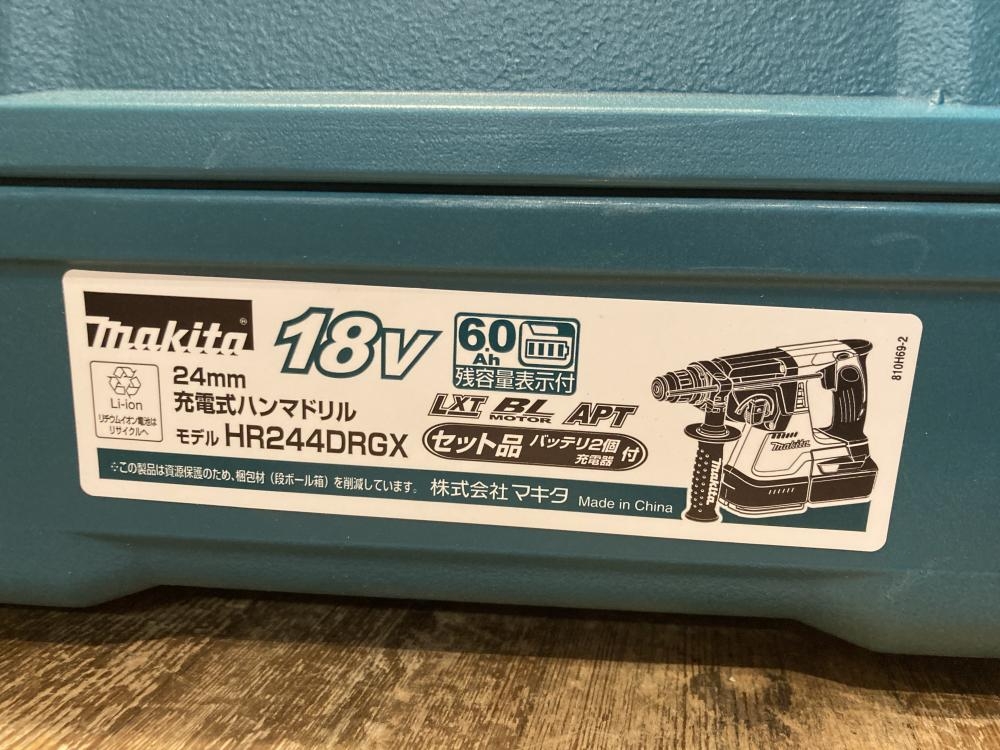 makita
18V
6.0
Ah
残容量表示付
Li-ion
リチウムイオン電池は
リサイクルへ
24mm
充電式ハンマドリル
モデル HR244DRGX
LXT BL MOTOR APT
セット品 バッテリ2個 充電器 付
※この製品は資源保護のため、梱包材(段ボール箱)を削減しています。
株式会社マキタ Made in China
makita
makita
810H69-2